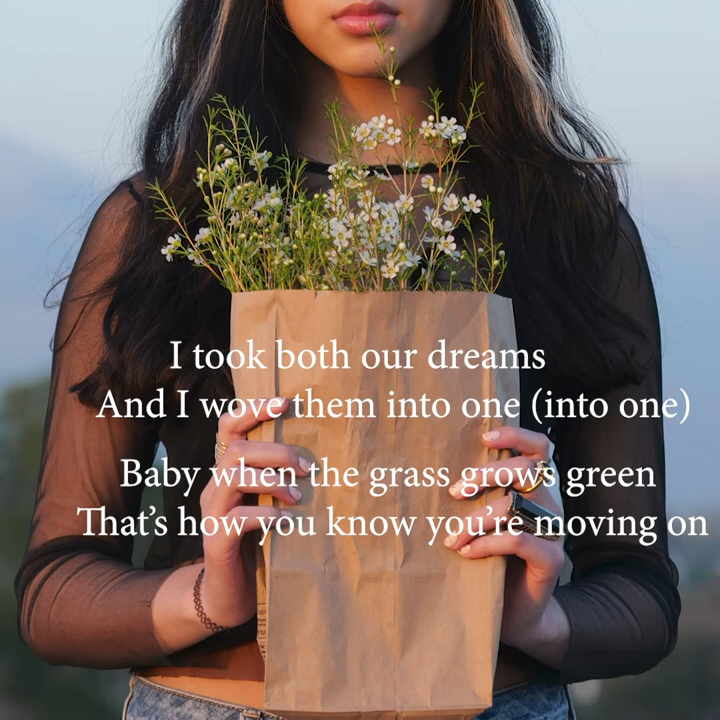 I took both our dreams
And I wove them into one (into one)
Baby when the grass grows green
That's how you know you're moving on